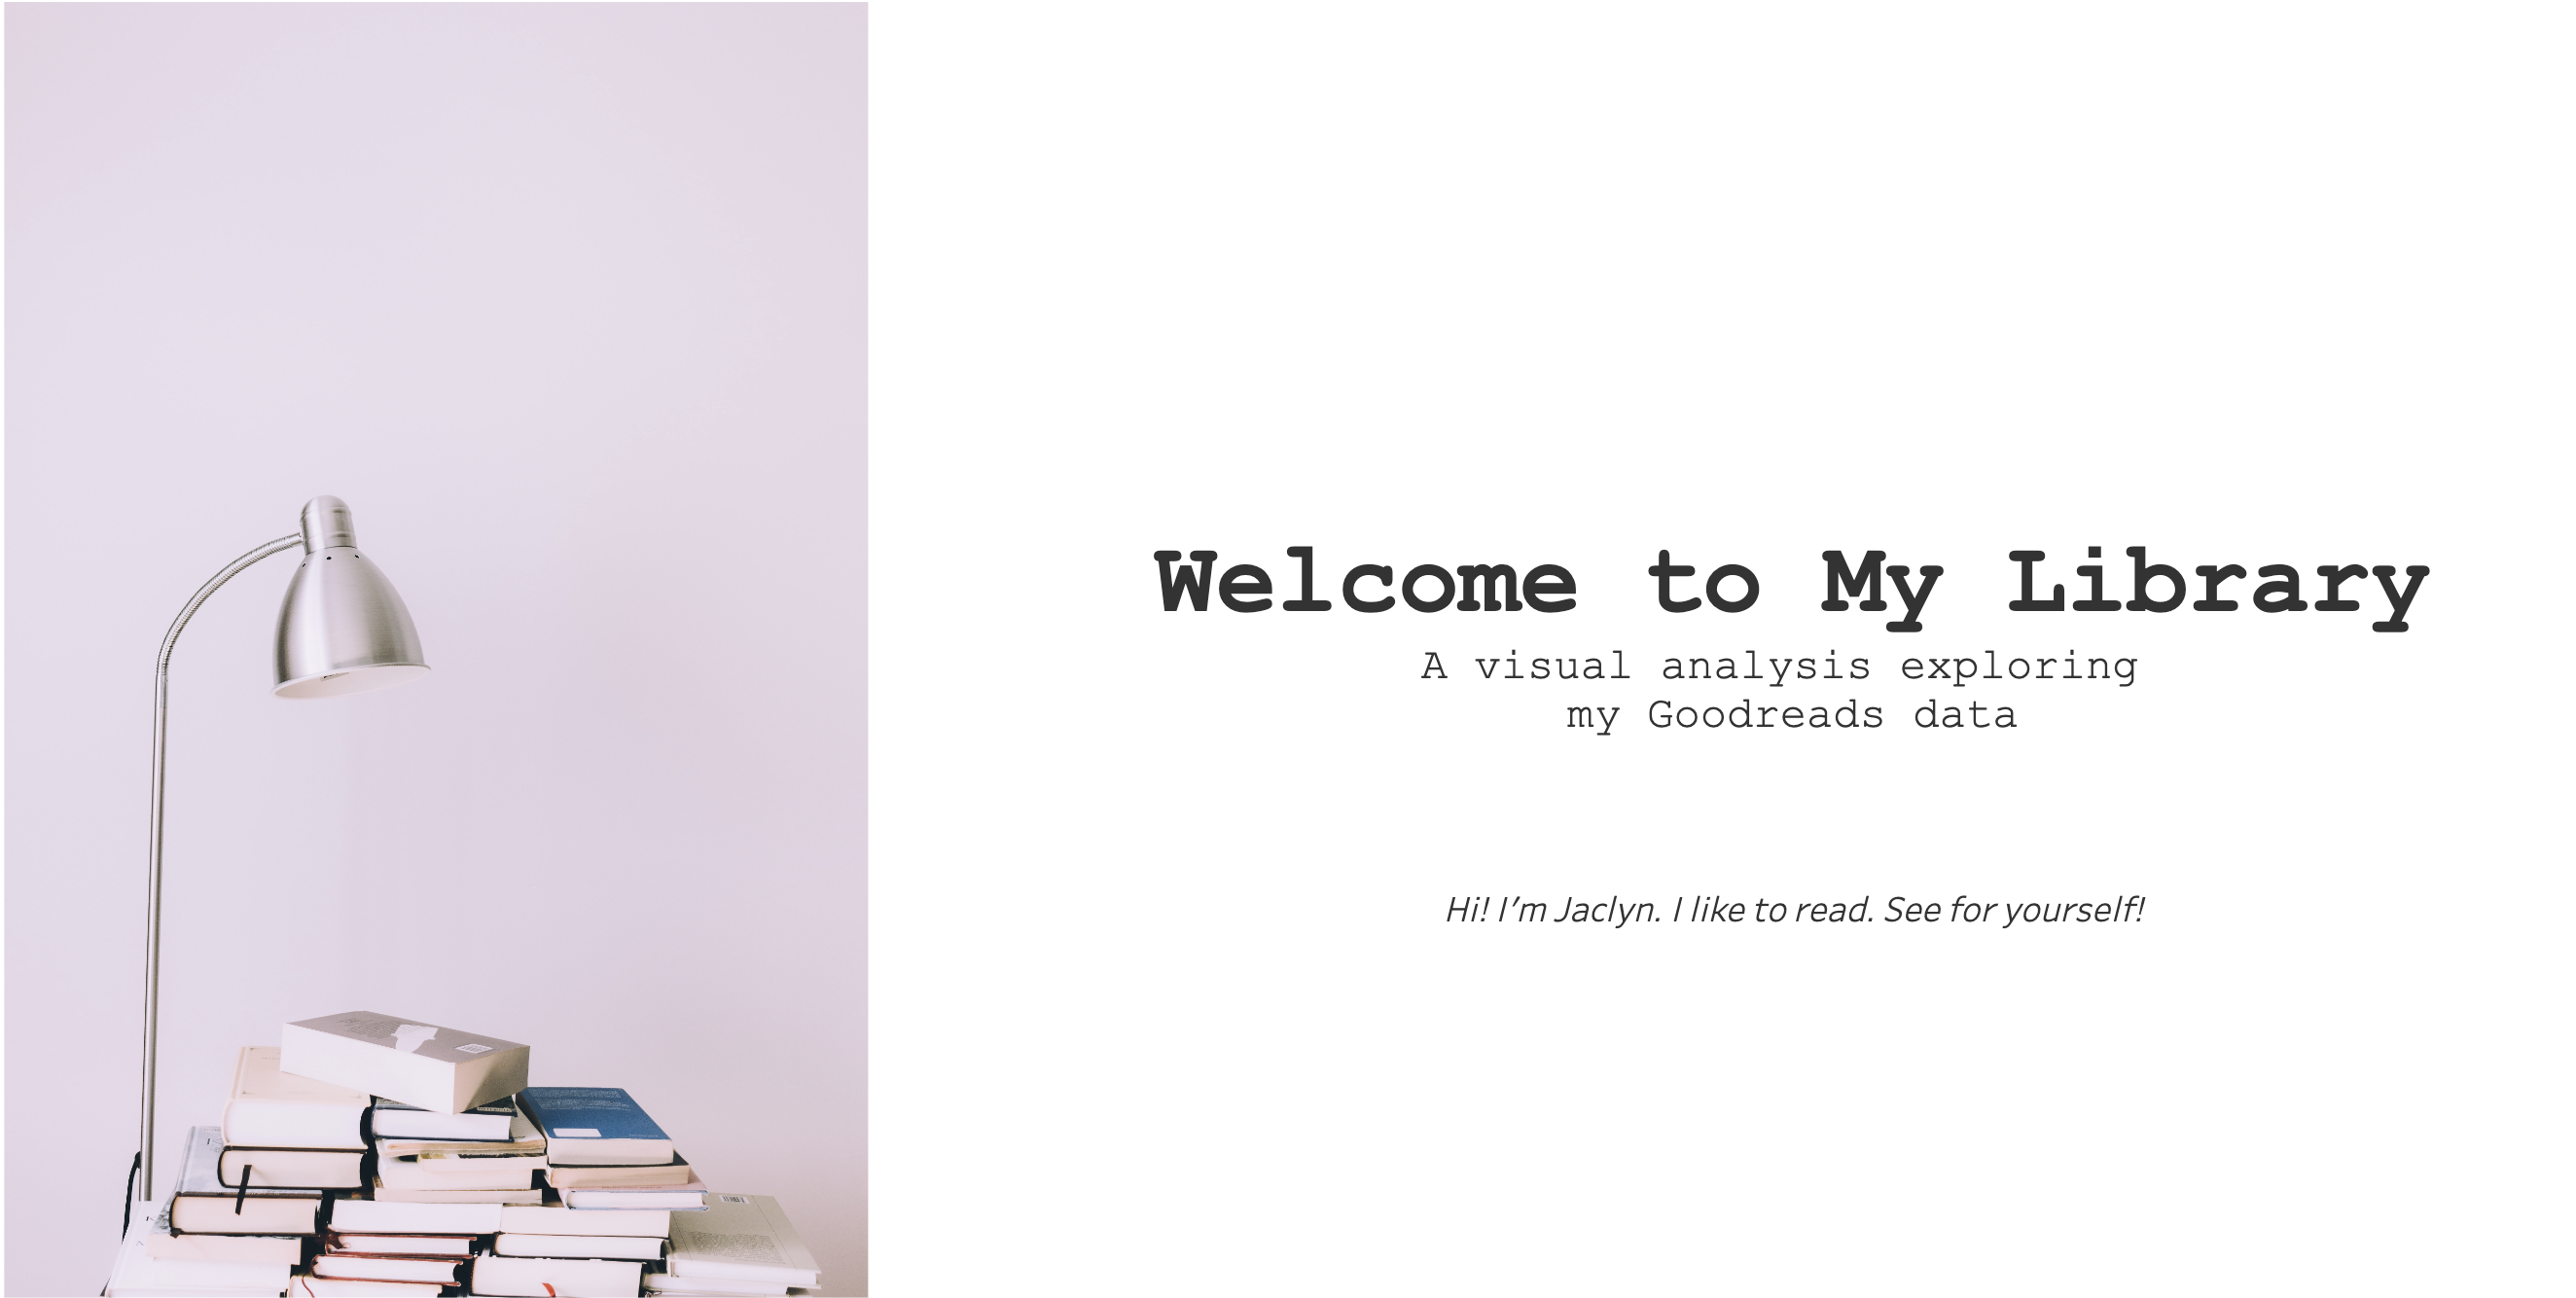 Welcome to My Library
A visual analysis exploring
my Goodreads data
Hi! I'm Jaclyn. I like to read. See for yourself!